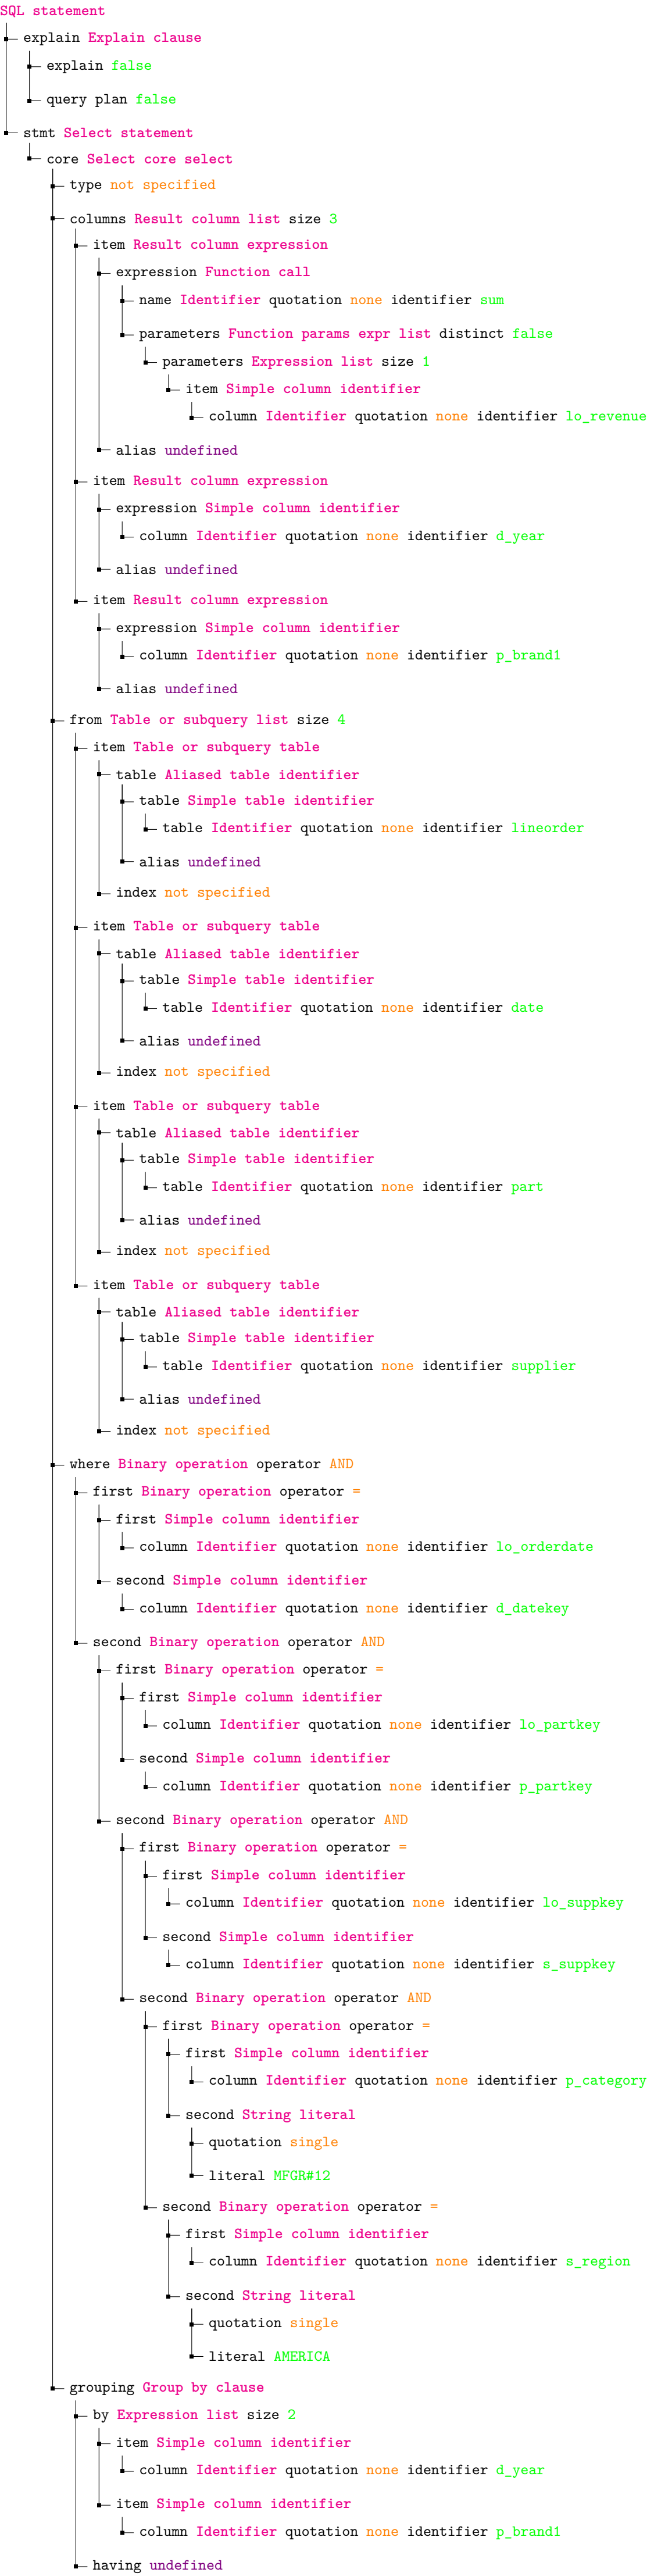 SQL statement
explain Explain clause
explain false
query plan false
stmt Select statement
core Select core select
type not specified
columns Result column list size 3
item Result column expression
expression Function call
name Identifier quotation none identifier sum
parameters Function params expr list distinct false
parameters Expression list size 1
item Simple column identifier
column Identifier quotation none identifier lo_revenue
alias undefined
item Result column expression
expression Simple column identifier
column Identifier quotation none identifier d_year
alias undefined
item Result column expression
expression Simple column identifier
column Identifier quotation none identifier p_brand1
alias undefined
from Table or subquery list size 4
item Table or subquery table
table Aliased table identifier
table Simple table identifier
table Identifier quotation none identifier lineorder
alias undefined
index not specified
item Table or subquery table
table Aliased table identifier
table Simple table identifier
table Identifier quotation none identifier date
alias undefined
index not specified
item Table or subquery table
table Aliased table identifier
table Simple table identifier
table Identifier quotation none identifier part
alias undefined
index not specified
item Table or subquery table
table Aliased table identifier
table Simple table identifier
table Identifier quotation none identifier supplier
alias undefined
index not specified
where Binary operation operator AND
first Binary operation operator =
first Simple column identifier
column Identifier quotation none identifier lo_orderdate
second Simple column identifier
column Identifier quotation none identifier d_datekey
second Binary operation operator AND
first Binary operation operator =
first Simple column identifier
column Identifier quotation none identifier lo_partkey
second Simple column identifier
column Identifier quotation none identifier p_partkey
second Binary operation operator AND
first Binary operation operator =
first Simple column identifier
column Identifier quotation none identifier lo_suppkey
second Simple column identifier
column Identifier quotation none identifier s_suppkey
second Binary operation operator AND
first Binary operation operator =
first Simple column identifier
column Identifier quotation none identifier p_category
second String literal
quotation single
literal MFGR#12
second Binary operation operator =
first Simple column identifier
column Identifier quotation none identifier s_region
second String literal
quotation single
literal AMERICA
grouping Group by clause
by Expression list size 2
item Simple column identifier
column Identifier quotation none identifier d_year
item Simple column identifier
column Identifier quotation none identifier p_brand1
having undefined